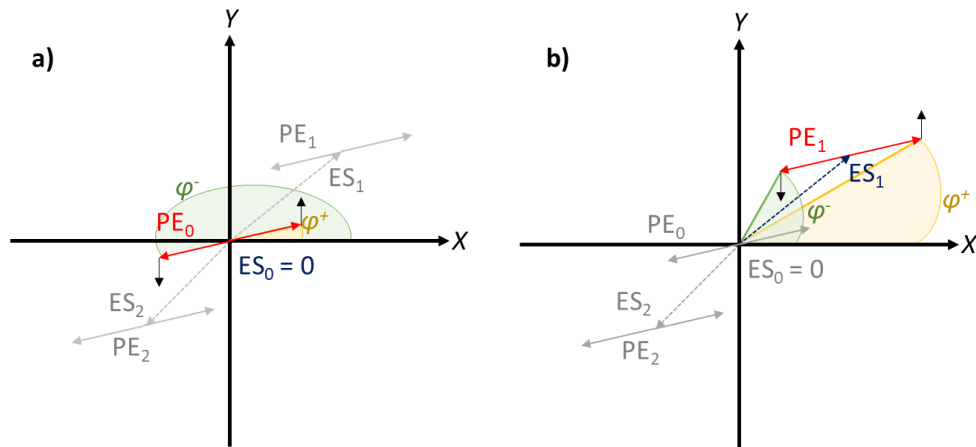 a)
Y
PE₁
ES₁
φ⁻
PE₀
φ⁺
X
ES₀ = 0
ES₂
PE₂
b)
Y
PE₁
ES₁
φ⁻
φ⁺
PE₀
X
ES₀ = 0
ES₂
PE₂